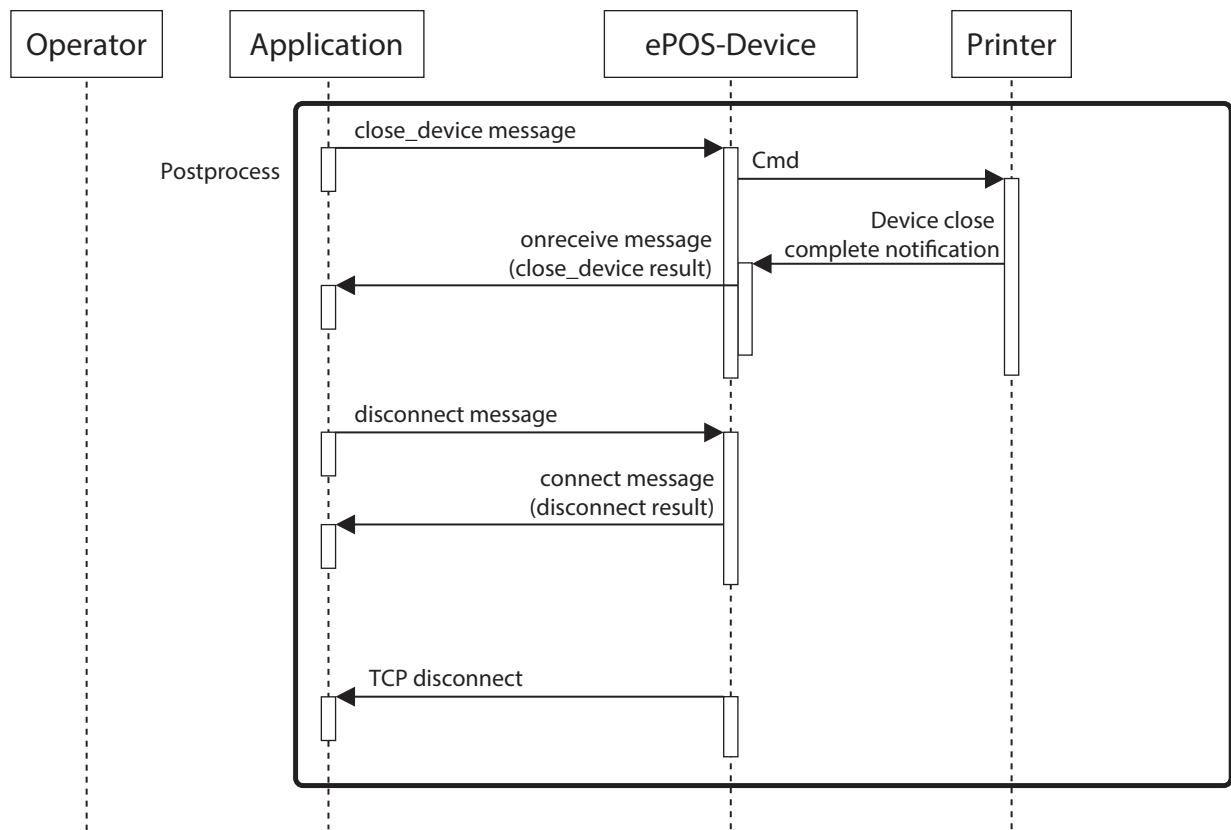 Operator
Application
ePOS-Device
Printer
close_device message
Postprocess
Cmd
Device close
complete notification
onreceive message
(close_device result)
disconnect message
connect message
(disconnect result)
TCP disconnect